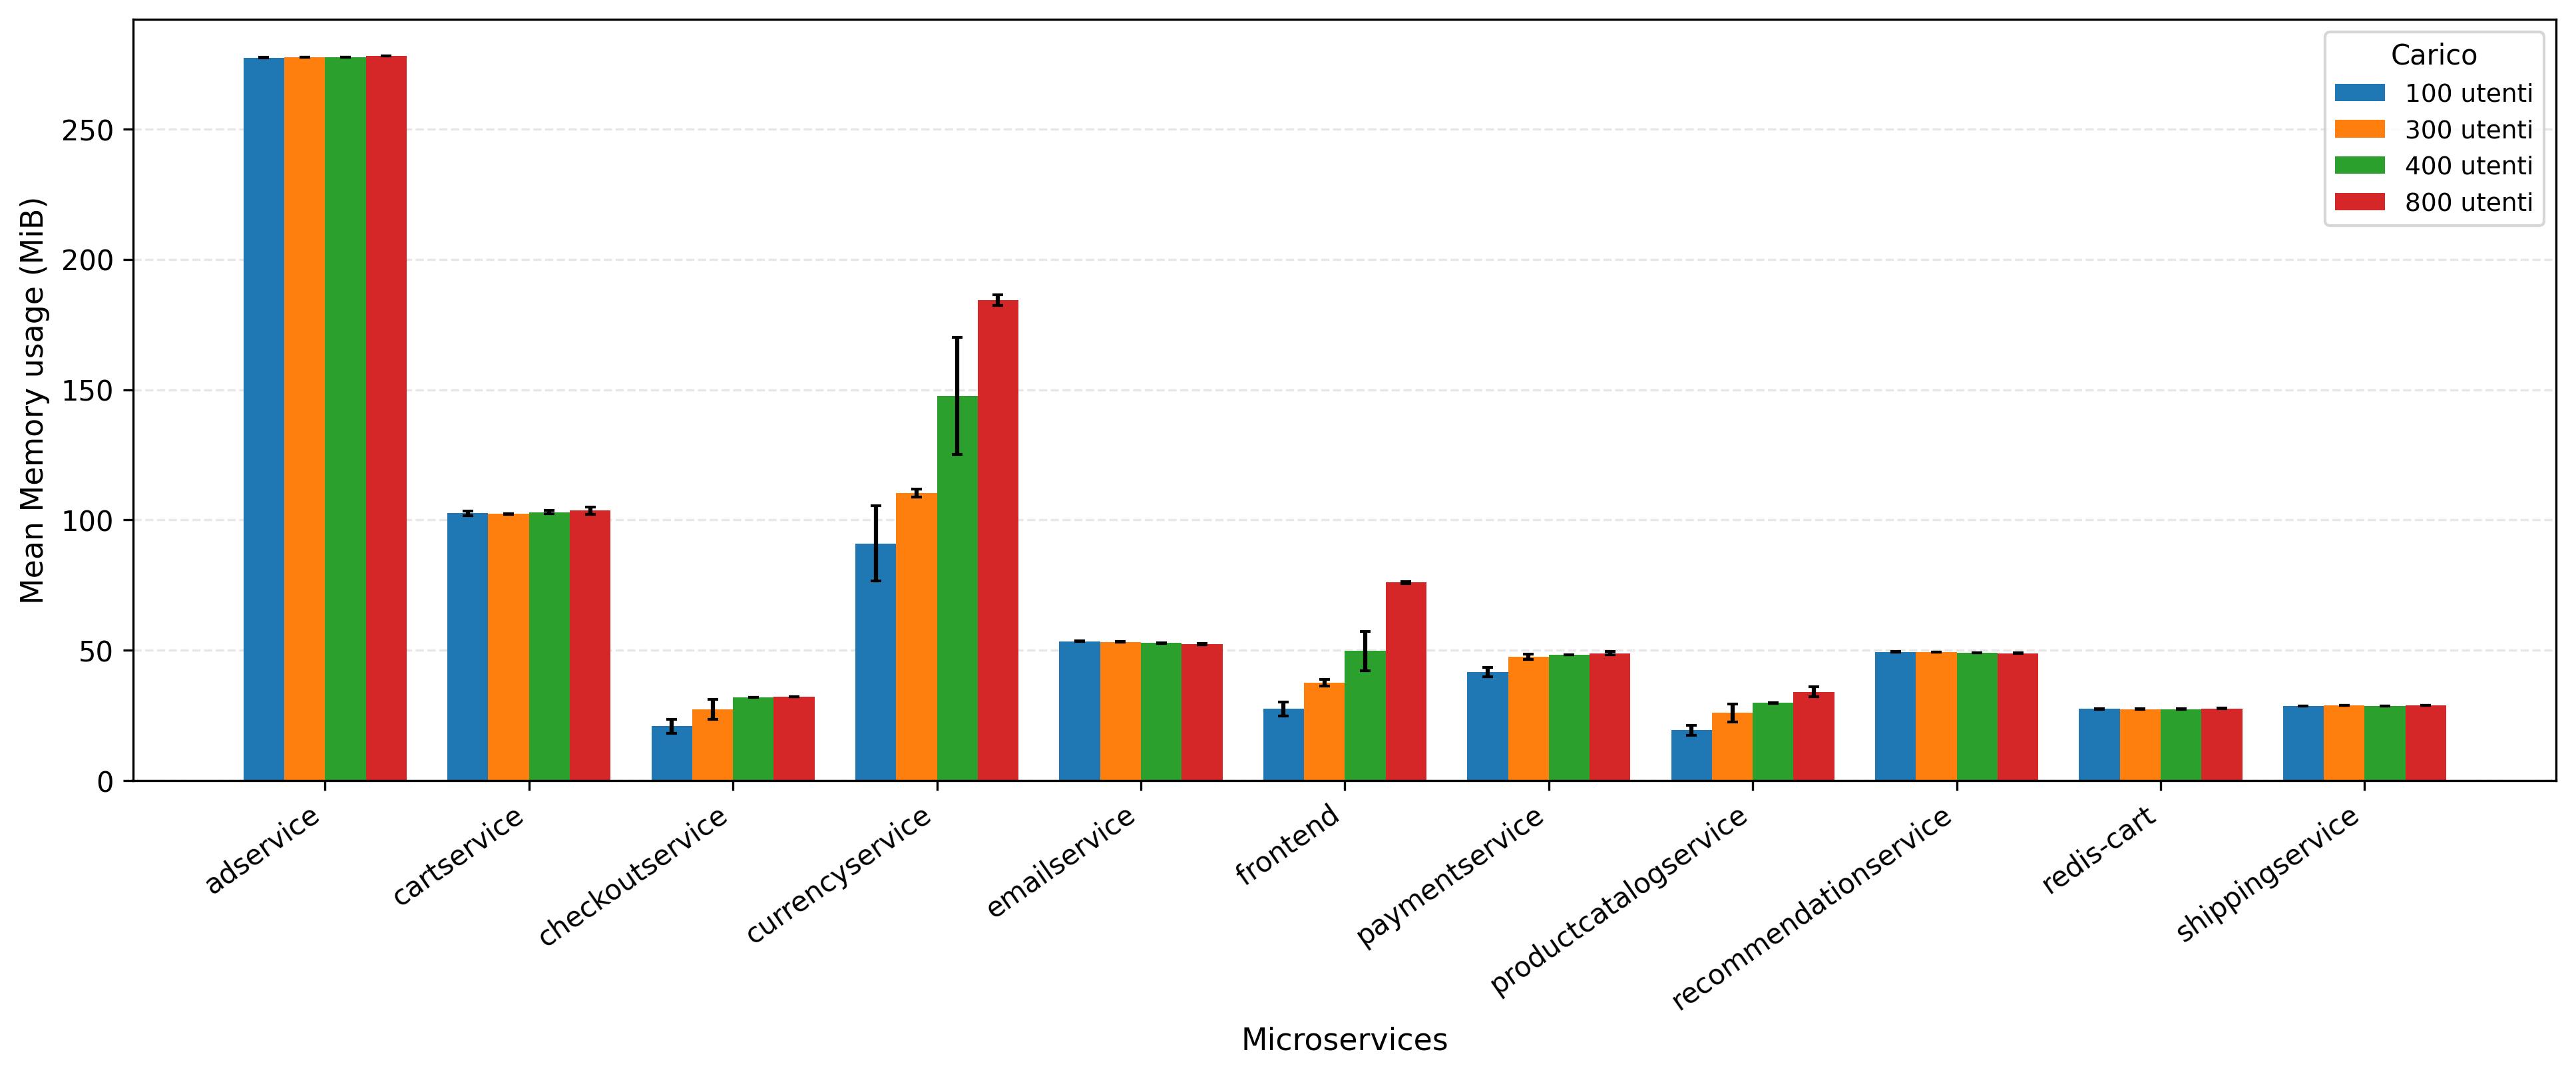 Mean Memory usage (MiB)
250
200
150
100
50
0
Carico
100 utenti
300 utenti
400 utenti
800 utenti
adservice
cartservice
checkoutservice
currencyservice
emailservice
frontend
paymentservice
productcatalogservice
recommendationservice
redis-cart
shippingservice
Microservices